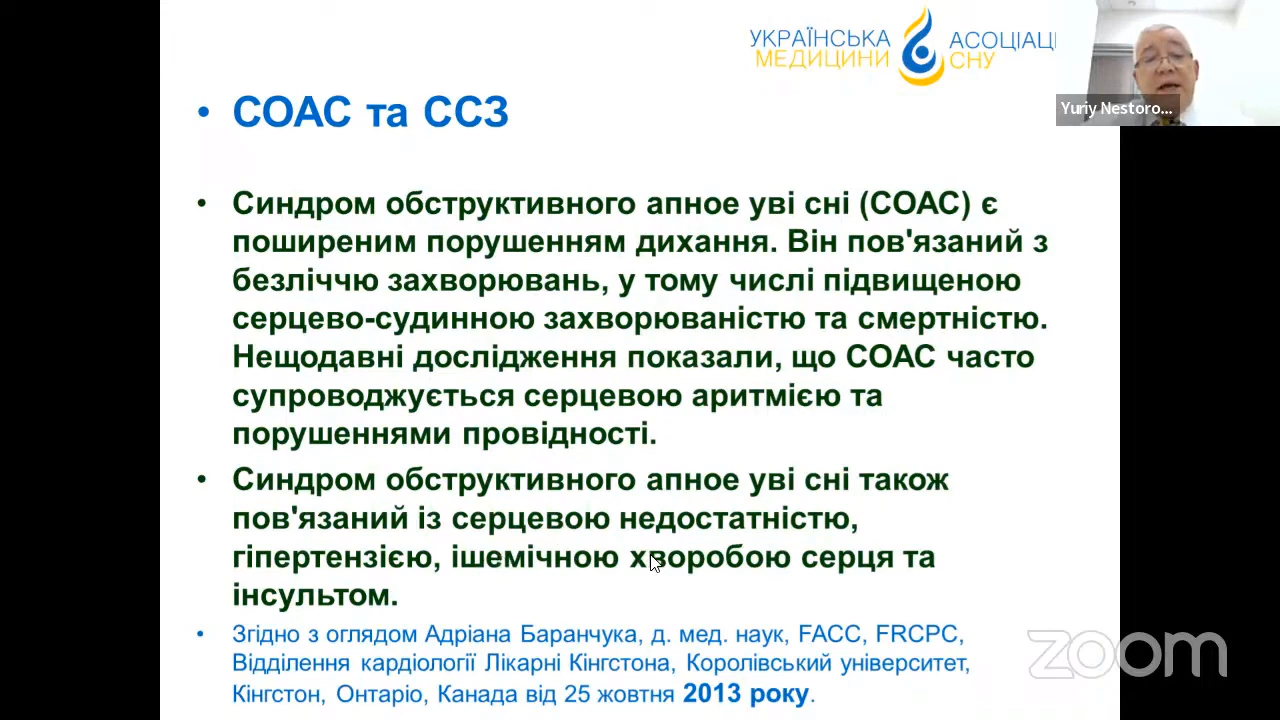 УКРАЇНСЬКА АСОЦІАЦІ
МЕДИЦИНИ СНУ
Yuriy Nestoro...
• СОАС та ССЗ
• Синдром обструктивного апное уві сні (СОАС) є
поширеним порушенням дихання. Він пов'язаний з
безліччю захворювань, у тому числі підвищеною
серцево-судинною захворюваністю та смертністю.
Нещодавні дослідження показали, що СОАС часто
супроводжується серцевою аритмією та
порушеннями провідності.
• Синдром обструктивного апное уві сні також
пов'язаний із серцевою недостатністю,
гіпертензією, ішемічною хворобою серця та
інсультом.
• Згідно з оглядом Адріана Баранчука, д. мед. наук, FACC, FRCPC,
Відділення кардіології Лікарні Кінгстона, Королівський університет,
Кінгстон, Онтаріо, Канада від 25 жовтня 2013 року.
zoom